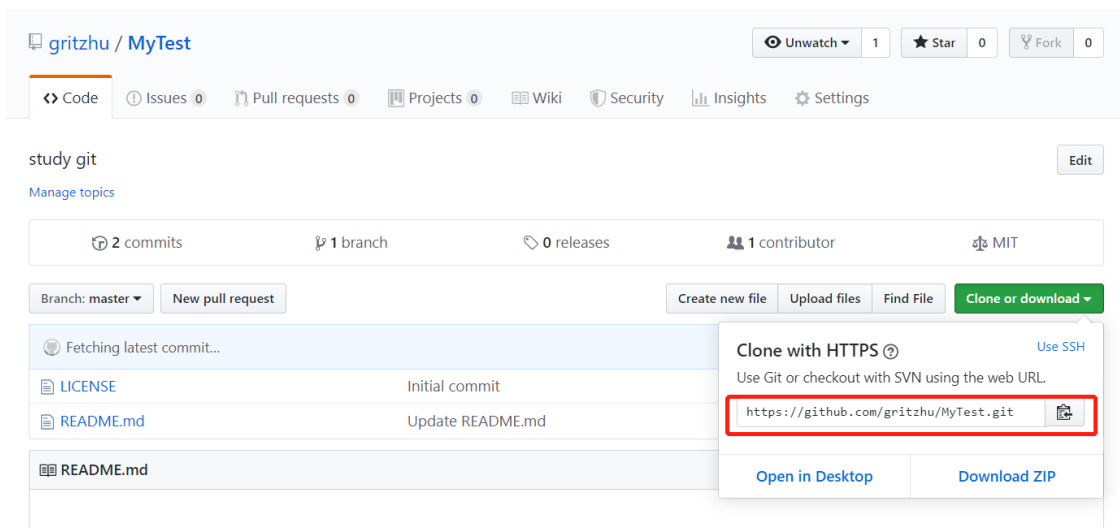 gritzhu / MyTest
Unwatch 1 Star 0 Fork 0
Code Issues 0 Pull requests 0 Projects 0 Wiki Security Insights Settings
study git Edit
Manage topics
2 commits 1 branch 0 releases 1 contributor MIT
Branch: master New pull request Create new file Upload files Find File Clone or download
Fetching latest commit...
LICENSE Initial commit
README.md Update README.md
README.md
Clone with HTTPS ? Use SSH
Use Git or checkout with SVN using the web URL.
https://github.com/gritzhu/MyTest.git
Open in Desktop Download ZIP